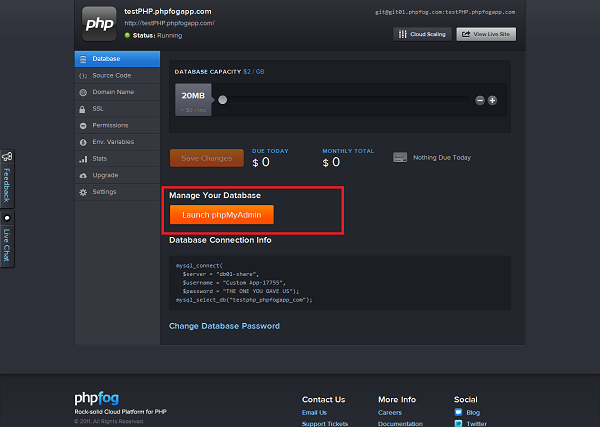 php
testPHP.phpfogapp.com
http://testPHP.phpfogapp.com/
Status: Running
git@git01.phpfog.com:testPHP.phpfogapp.com
Cloud Scaling
View Live Site
Database
Source Code
Domain Name
SSL
Permissions
Env. Variables
Stats
Upgrade
Settings
Feedback
Live Chat
DATABASE CAPACITY $2 / GB
20MB
= $0 / mo
Save Changes
DUE TODAY
$ 0
MONTHLY TOTAL
$ 0
Nothing Due Today
Manage Your Database
Launch phpMyAdmin
Database Connection Info
mysql_connect(
$server = "db01-share",
$username = "Custom App-17755",
$password = "THE ONE YOU GAVE US");
mysql_select_db("testphp_phpfogapp_com");
Change Database Password
phpfog
Rock-solid Cloud Platform for PHP
© 2011. All Rights Reserved.
Contact Us
Email Us
Support Tickets
More Info
Careers
Documentation
Social
Blog
Twitter